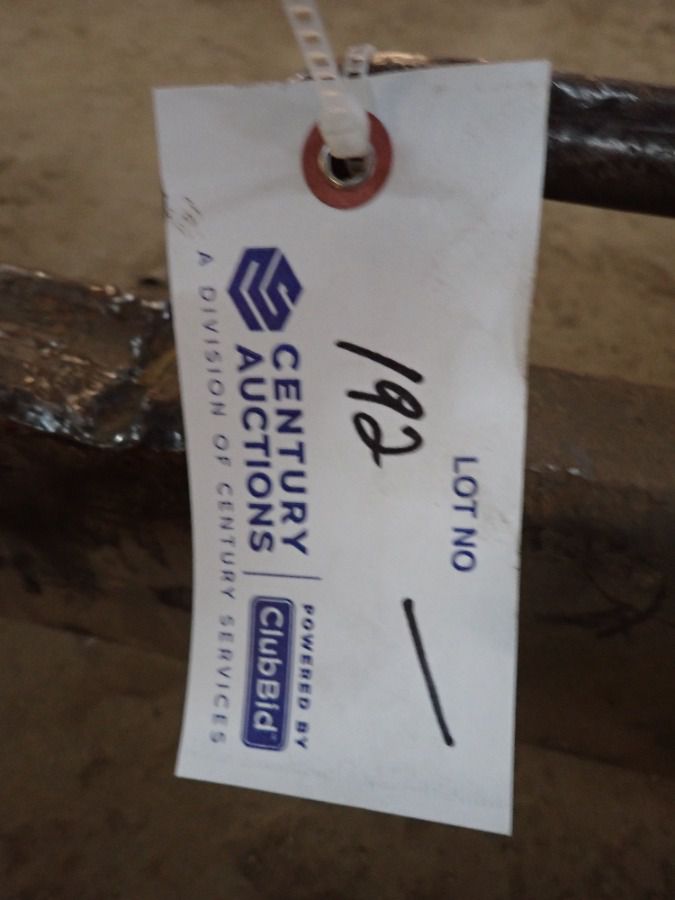 LOT NO
192 —
CENTURY
AUCTIONS
POWERED BY
ClubBid
A DIVISION OF CENTURY SERVICES